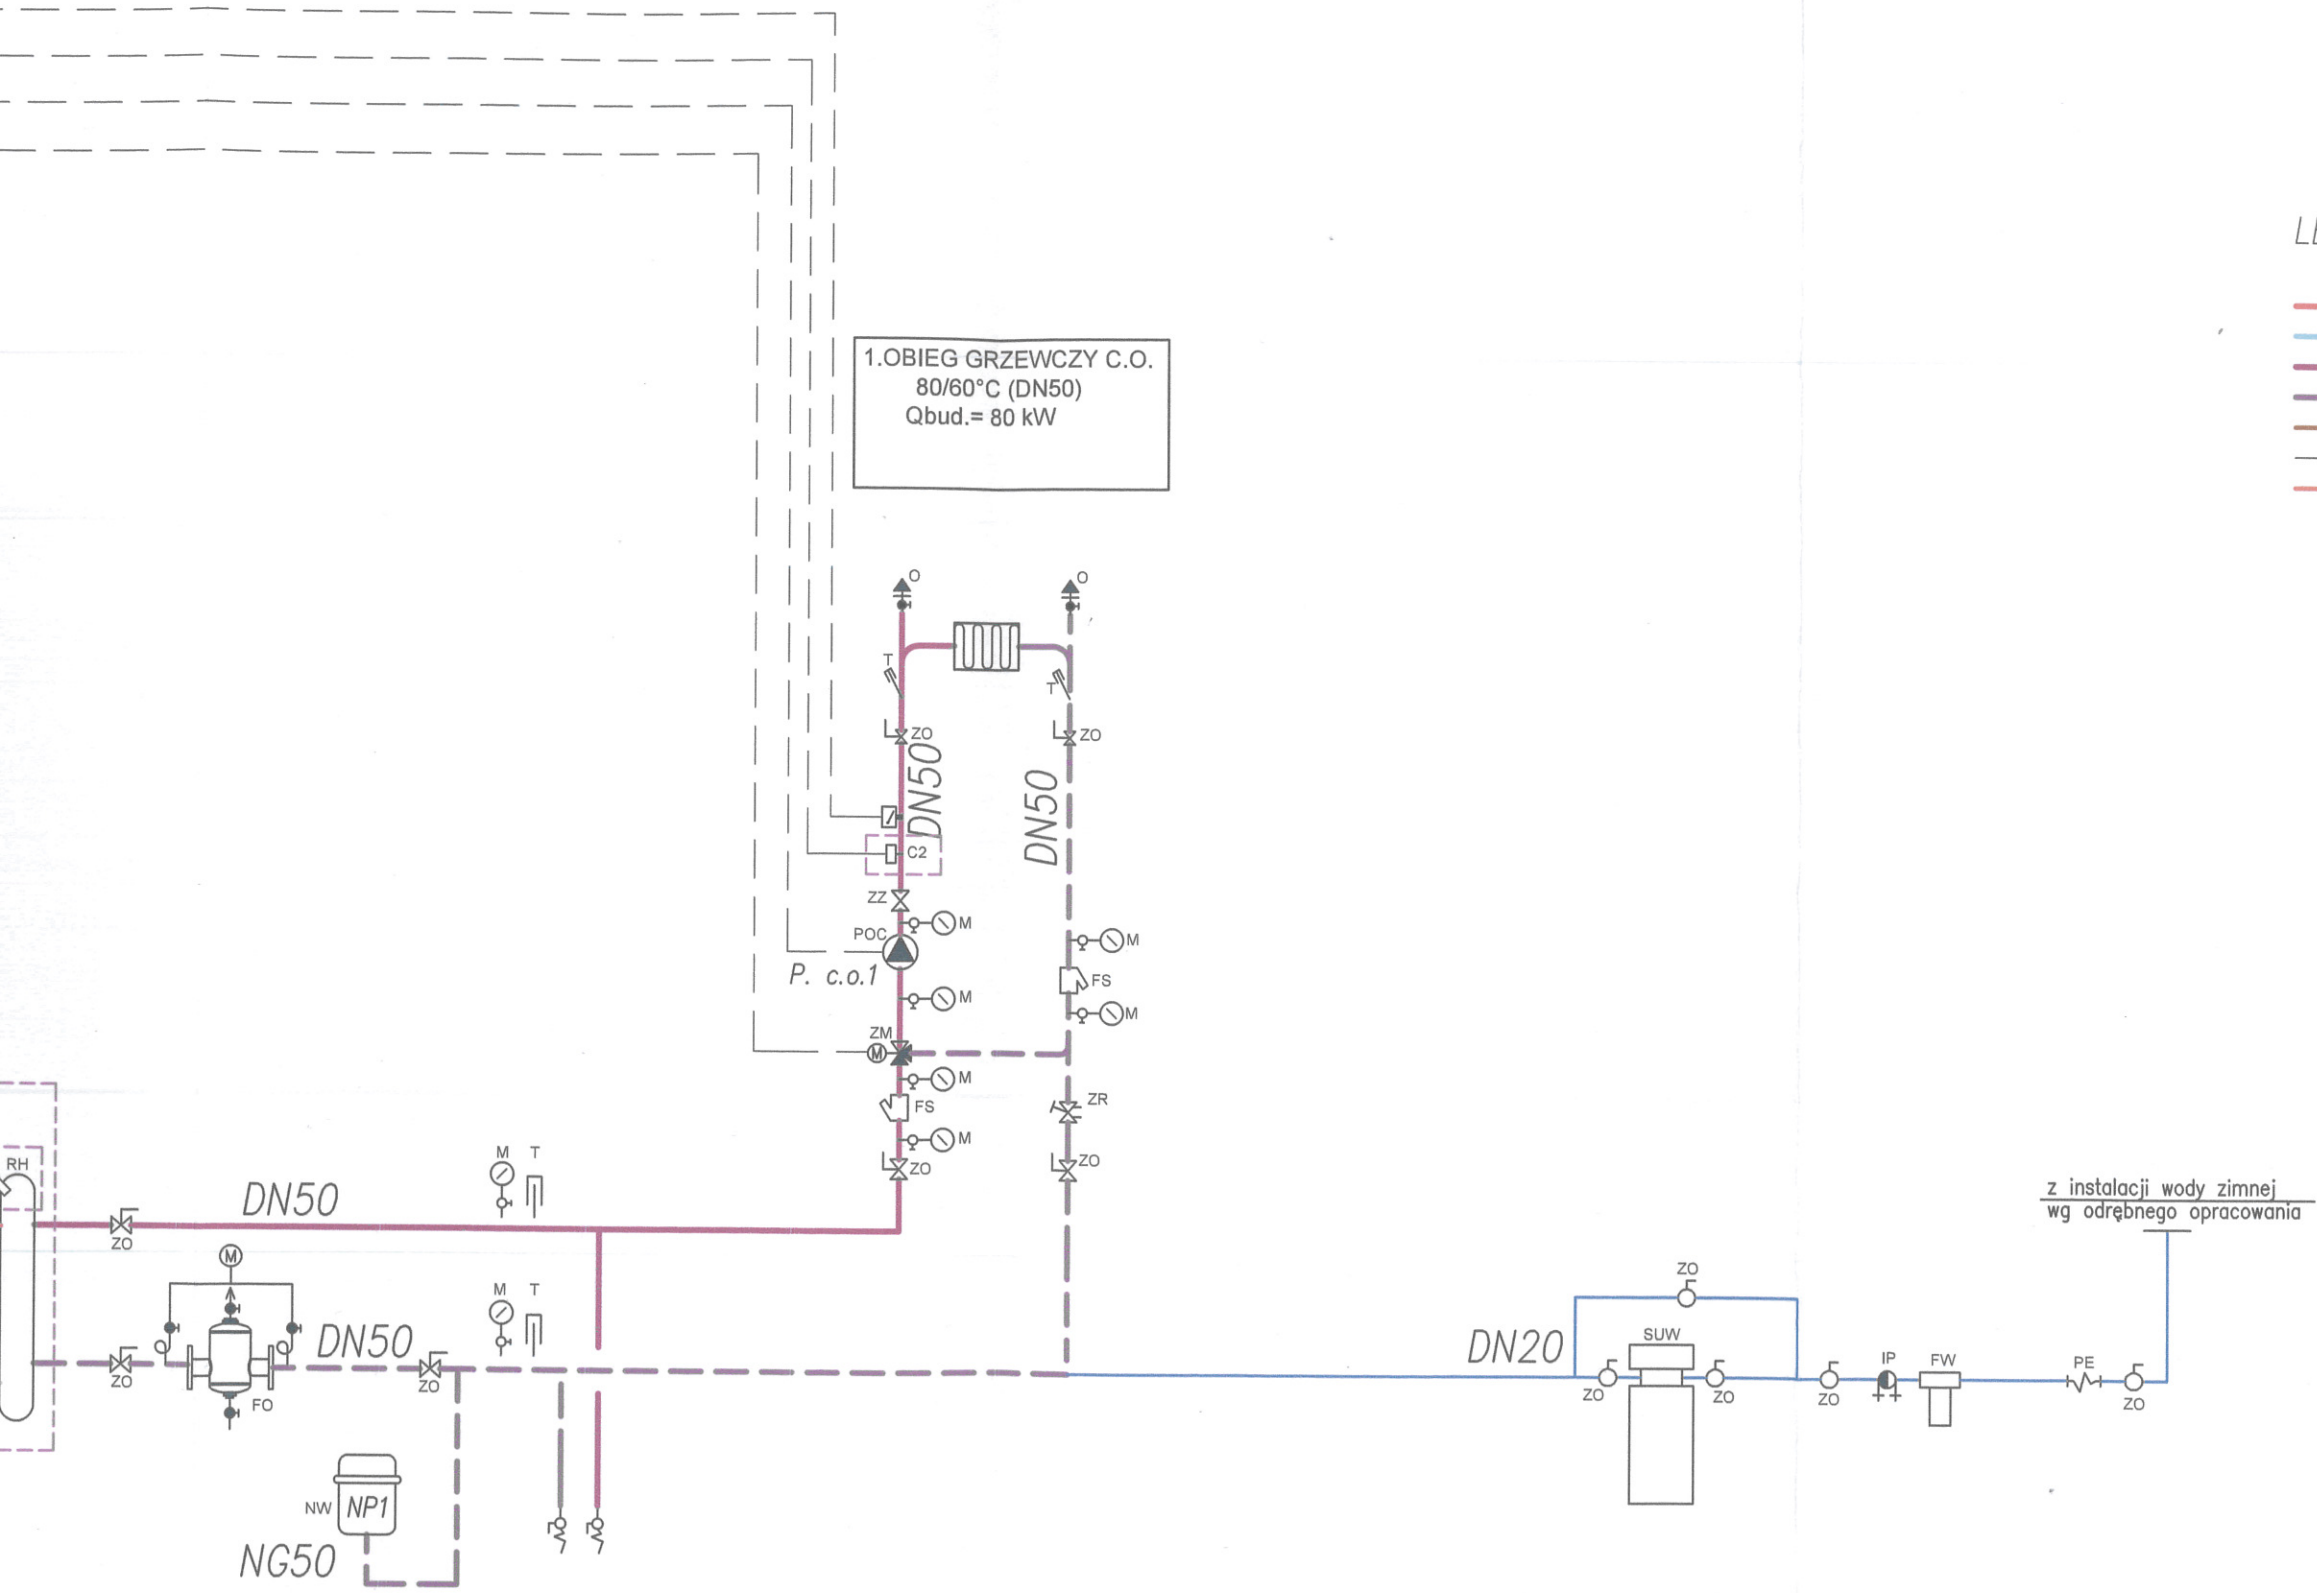 1.OBIEG GRZEWCZY C.O.
80/60°C (DN50)
Qbud.= 80 kW
O
O
T
T
ZO
ZO
DN50
DN50
C2
ZZ
M
POC
P. c.o.1
M
FS
M
M
ZM
M
M
FS
ZR
M
ZO
ZO
RH
DN50
M T
ZO
M
M T
DN50
ZO
ZO
FO
NW
NP1
NG50
z instalacji wody zimnej
wg odrębnego opracowania
ZO
DN20
SUW
ZO
ZO
ZO
IP
FW
PE
ZO